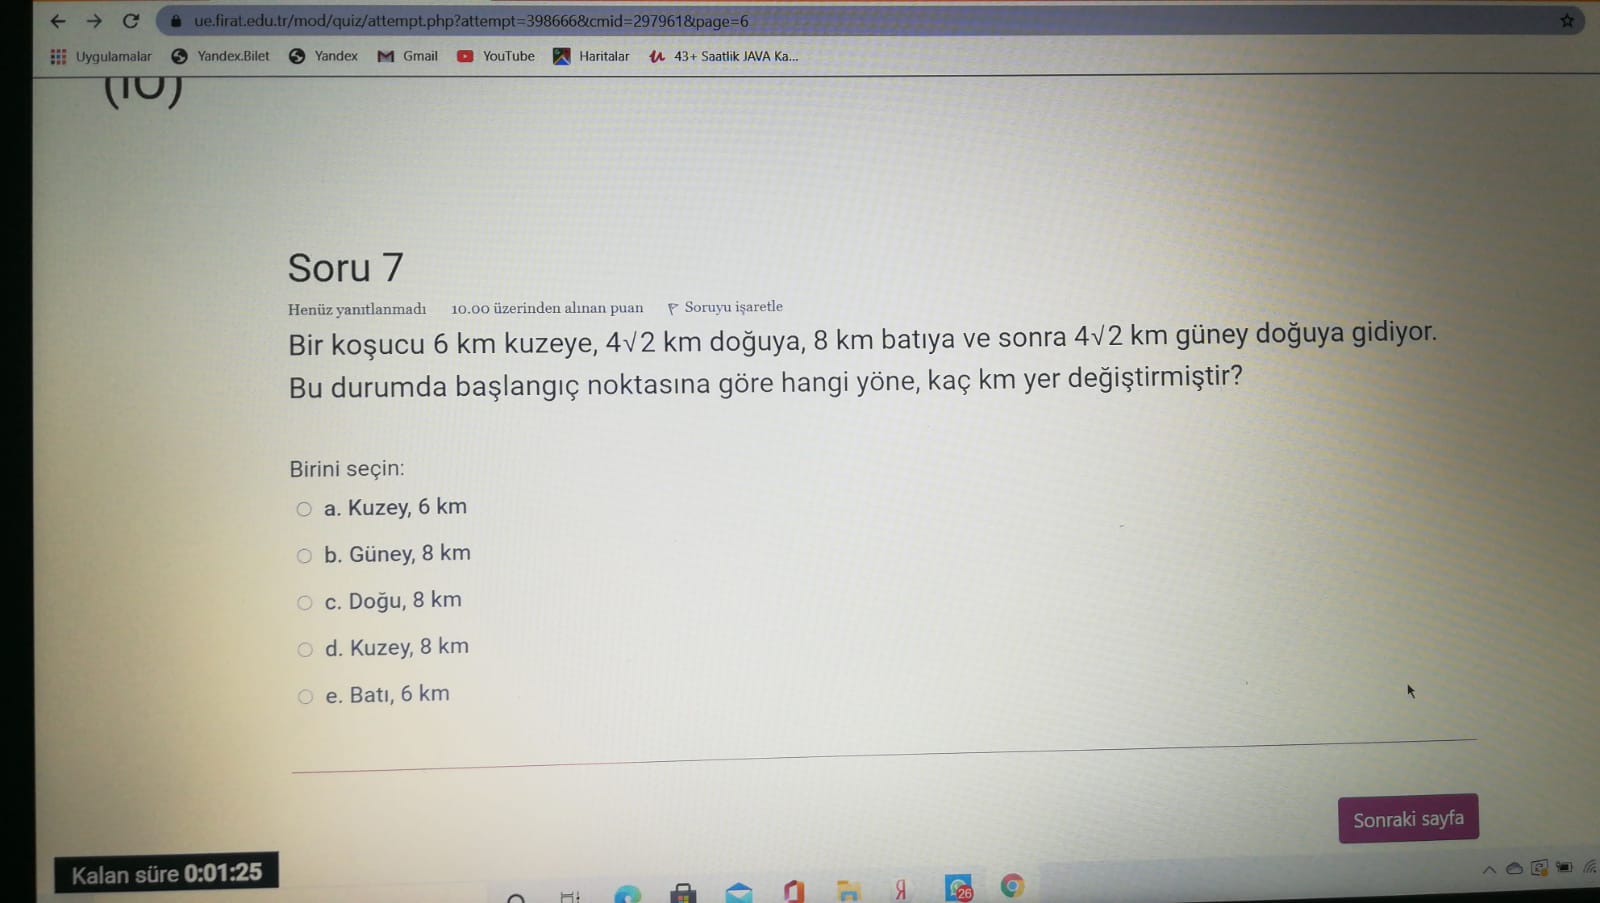 ue.firat.edu.tr/mod/quiz/attempt.php?attempt=398666&cmid=297961&page=6
Uygulamalar Yandex.Bilet Yandex Gmail YouTube Haritalar 43+ Saatlik JAVA Ka...
(10)
Soru 7
Henüz yanıtlanmadı 10.00 üzerinden alınan puan Soruyu işaretle
Bir koşucu 6 km kuzeye, 4√2 km doğuya, 8 km batıya ve sonra 4√2 km güney doğuya gidiyor.
Bu durumda başlangıç noktasına göre hangi yöne, kaç km yer değiştirmiştir?
Birini seçin:
a. Kuzey, 6 km
b. Güney, 8 km
c. Doğu, 8 km
d. Kuzey, 8 km
e. Batı, 6 km
Sonraki sayfa
Kalan süre 0:01:25
26